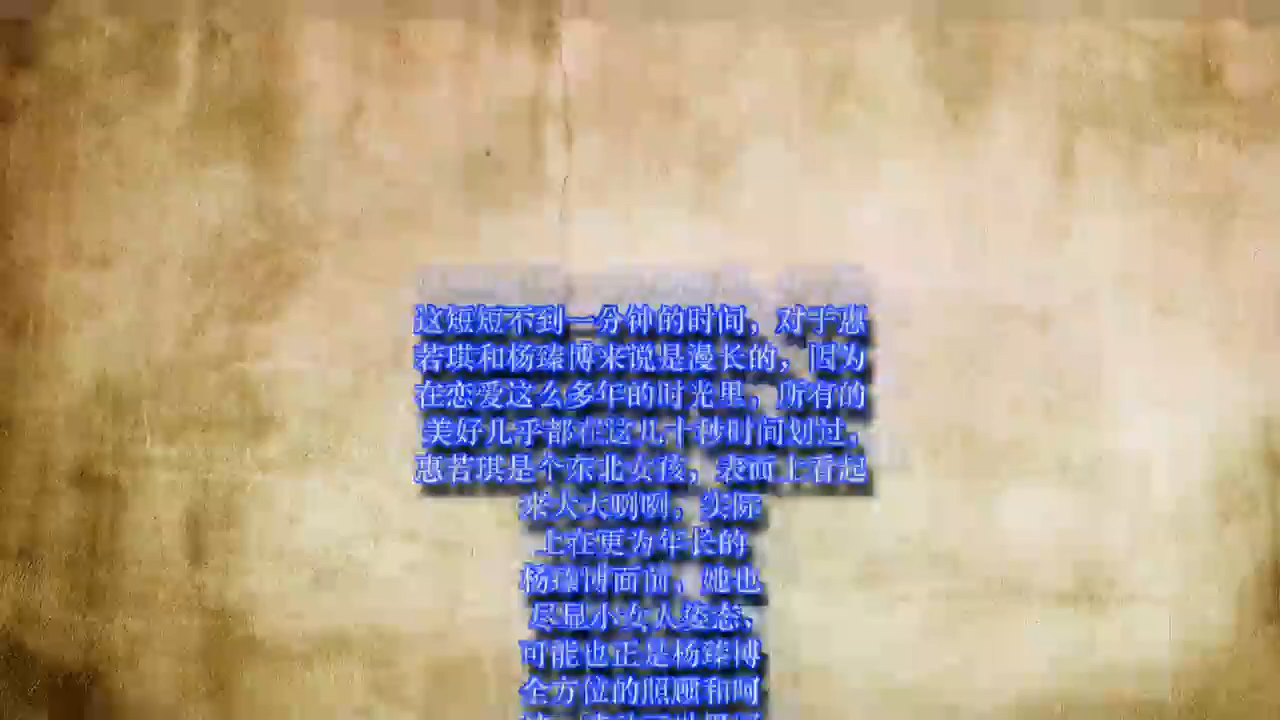 这短短不到一分钟的时间，对于惠
若琪和杨臻博来说是漫长的，因为
在恋爱这么多年的时光里，所有的
美好几乎都在这几十秒时间划过，
惠若琪是个东北女孩，表面上看起
来大大咧咧，实际
上在更为年长的
杨臻博面前，她也
尽显小女人姿态，
可能也正是杨臻博
全方位的照顾和呵